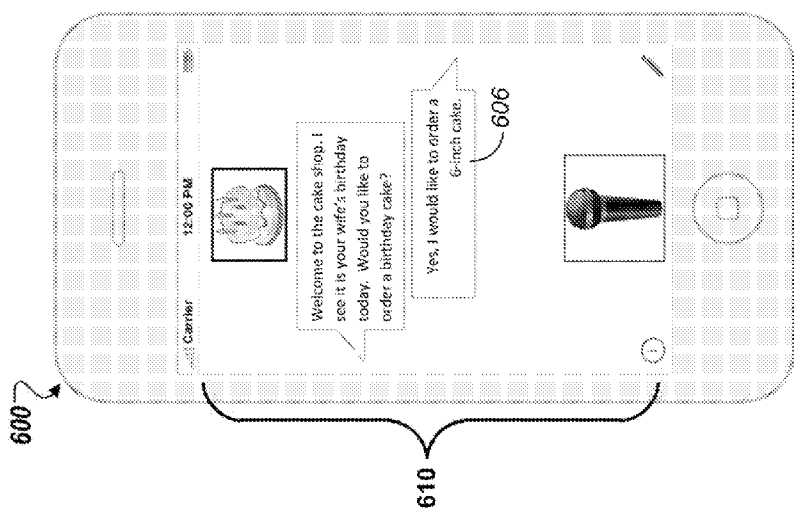 600
Carrier 12:00 PM
Welcome to the cake shop. I
see it is your wife's birthday
today. Would you like to
order a birthday cake?
Yes, I would like to order a
6-inch cake.
606
610